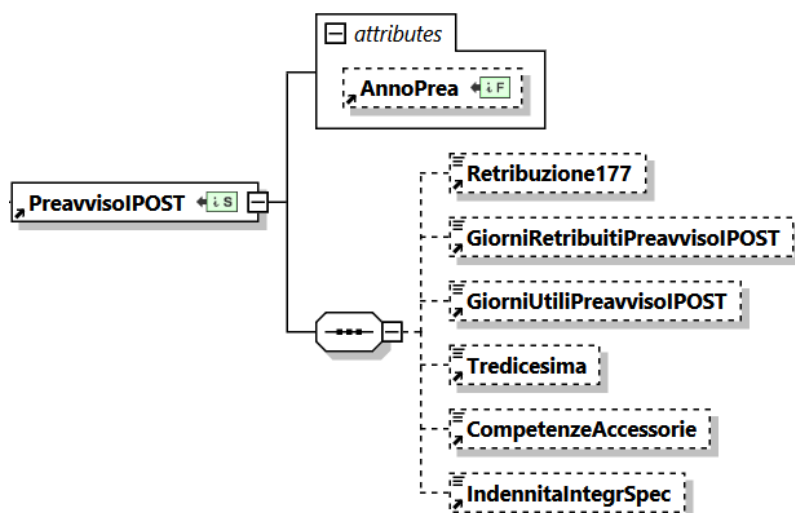 attributes
AnnoPrea i F
PreavvisoIPOST i S
Retribuzione177
GiorniRetribuitiPreavvisoIPOST
GiorniUtiliPreavvisoIPOST
Tredicesima
CompetenzeAccessorie
IndennitaIntegrSpec